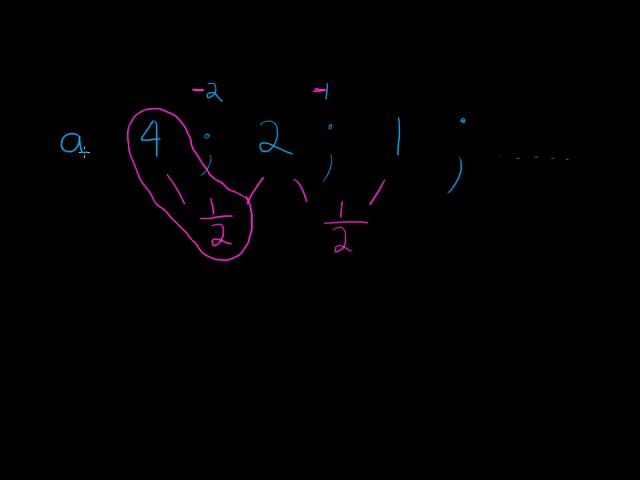 -2 -1
a 4 ; 2 ; 1 ; ......
1/2 1/2